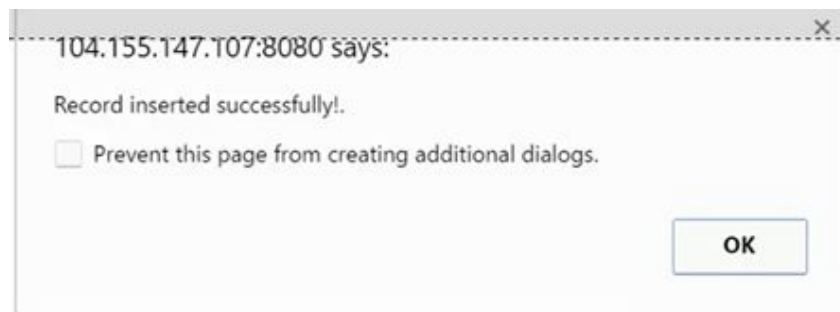 104.155.147.107:8080 says:
Record inserted successfully!.
Prevent this page from creating additional dialogs.
OK